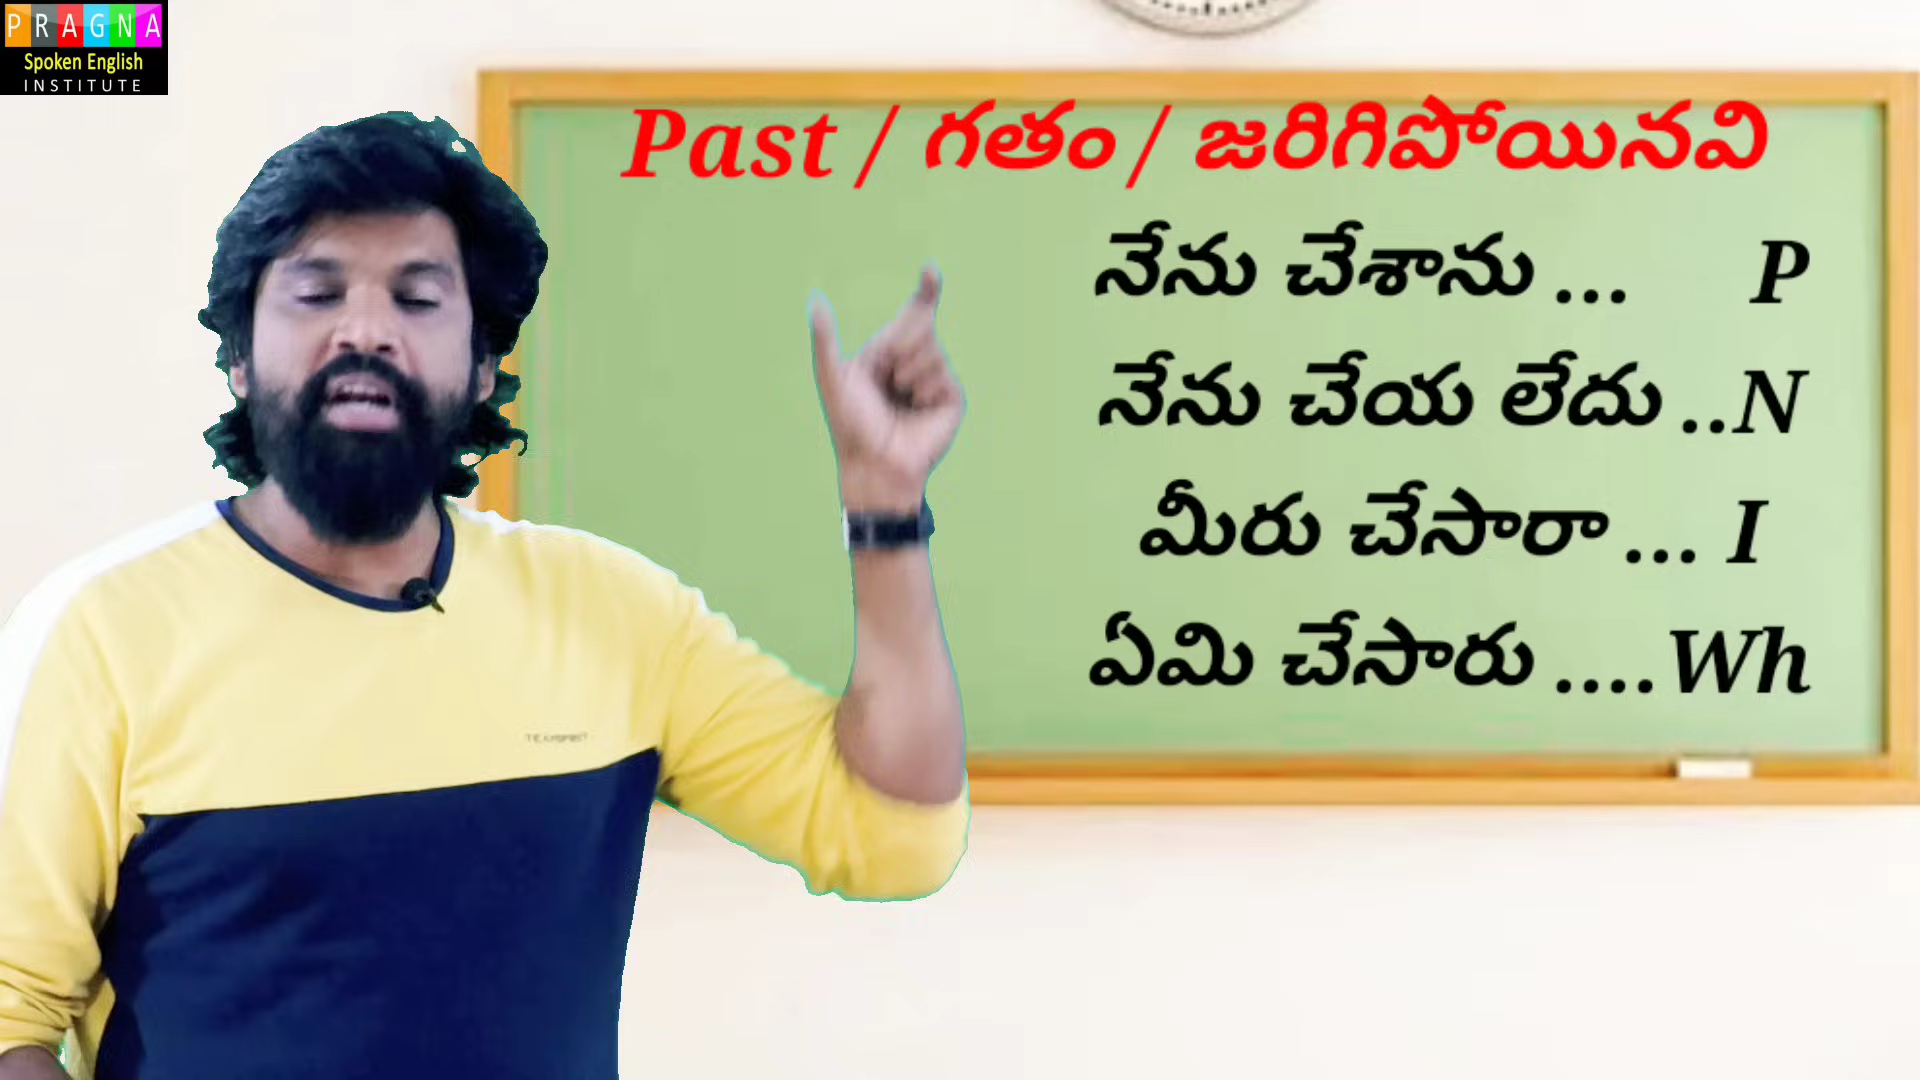 PRAGNA
Spoken English
INSTITUTE
Past / గతం / జరిగిపోయినవి
నేను చేశాను ... P
నేను చేయ లేదు ..N
మీరు చేసారా ... I
ఏమి చేసారు ....Wh